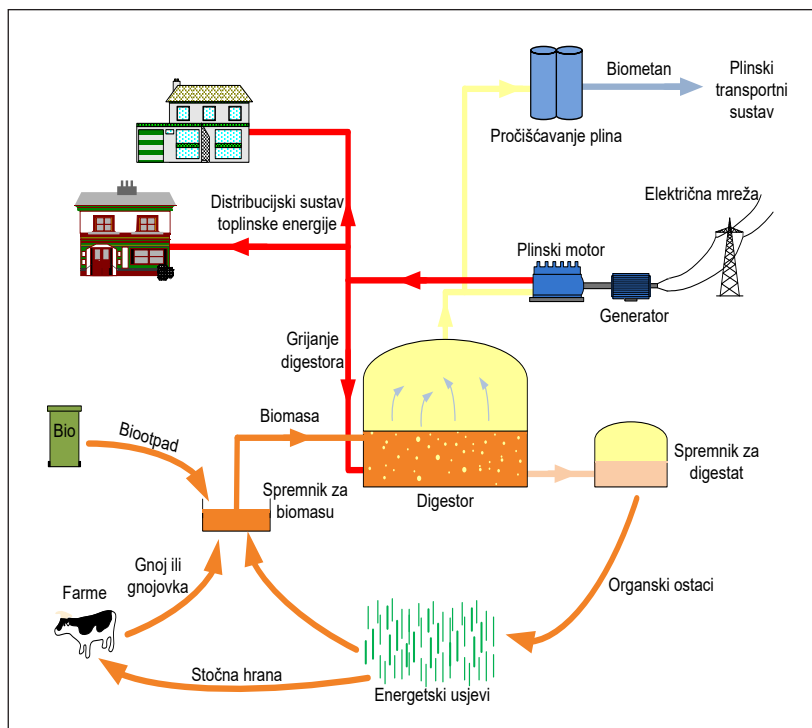 Biometan
Plinski
transportni
sustav
Pročišćavanje plina
Električna mreža
Distribucijski sustav
toplinske energije
Plinski motor
Generator
Grijanje
digestora
Biomasa
Bio
Biootpad
Spremnik za
biomasu
Digestor
Spremnik za
digestat
Gnoj ili
gnojovka
Farme
Organski ostaci
Stočna hrana
Energetski usjevi